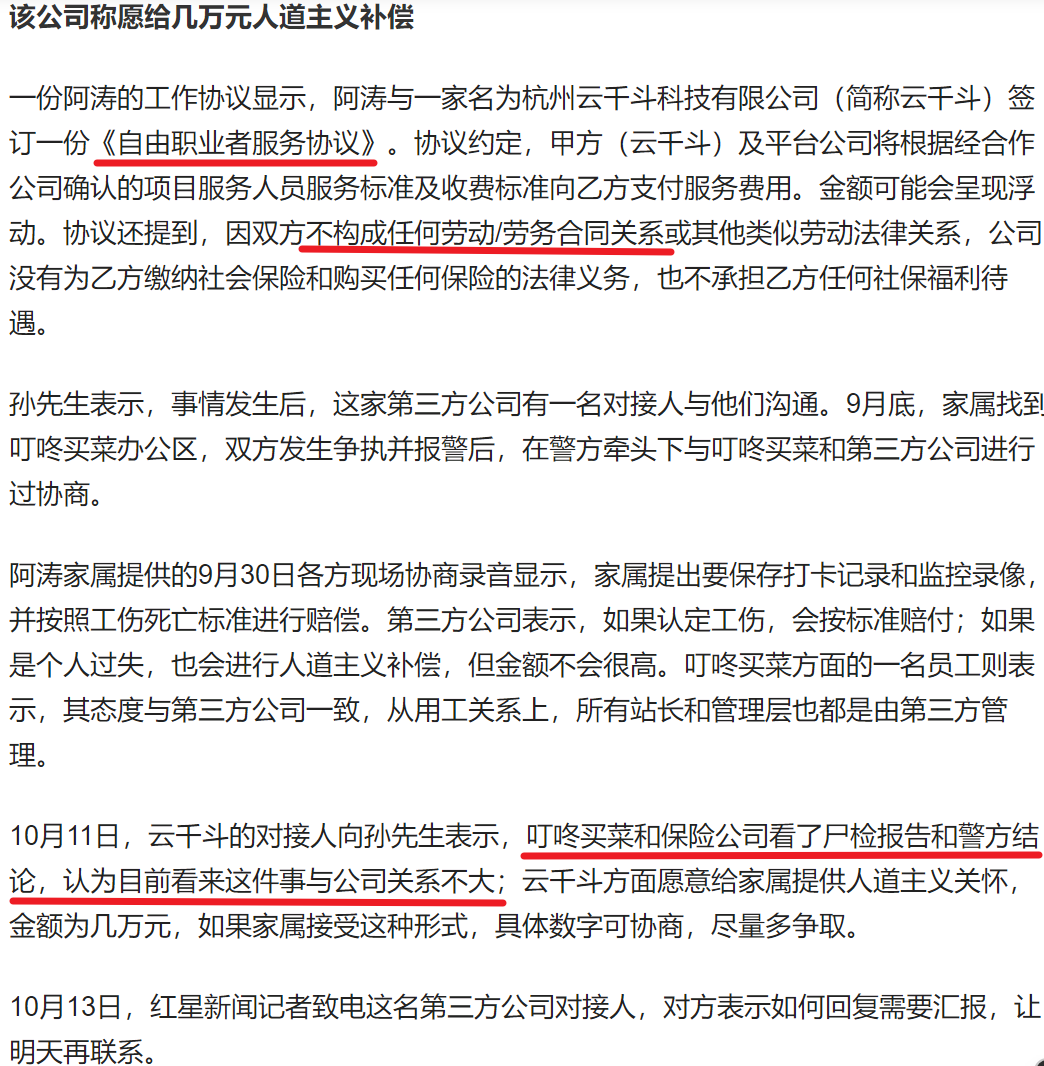 该公司称愿给几万元人道主义补偿
一份阿涛的工作协议显示，阿涛与一家名为杭州云千斗科技有限公司（简称云千斗）签
订一份《自由职业者服务协议》。协议约定，甲方（云千斗）及平台公司将根据经合作
公司确认的项目服务人员服务标准及收费标准向乙方支付服务费用。金额可能会呈现浮
动。协议还提到，因双方不构成任何劳动/劳务合同关系或其他类似劳动法律关系，公司
没有为乙方缴纳社会保险和购买任何保险的法律义务，也不承担乙方任何社保福利待
遇。
孙先生表示，事情发生后，这家第三方公司有一名对接人与他们沟通。9月底，家属找到
叮咚买菜办公区，双方发生争执并报警后，在警方牵头下与叮咚买菜和第三方公司进行
过协商。
阿涛家属提供的9月30日各方现场协商录音显示，家属提出要保存打卡记录和监控录像，
并按照工伤死亡标准进行赔偿。第三方公司表示，如果认定工伤，会按标准赔付；如果
是个人过失，也会进行人道主义补偿，但金额不会很高。叮咚买菜方面的一名员工则表
示，其态度与第三方公司一致，从用工关系上，所有站长和管理层也都是由第三方管
理。
10月11日，云千斗的对接人向孙先生表示，叮咚买菜和保险公司看了尸检报告和警方结
论，认为目前看来这件事与公司关系不大；云千斗方面愿意给家属提供人道主义关怀，
金额为几万元，如果家属接受这种形式，具体数字可协商，尽量多争取。
10月13日，红星新闻记者致电这名第三方公司对接人，对方表示如何回复需要汇报，让
明天再联系。